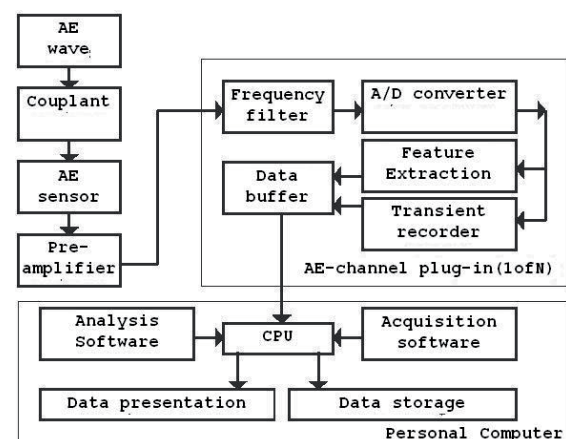 AE
wave
Couplant
AE
sensor
Pre-
amplifier
Frequency
filter
A/D converter
Feature
Extraction
Data
buffer
Transient
recorder
AE-channel plug-in(1ofN)
Analysis
Software
CPU
Acquisition
software
Data presentation
Data storage
Personal Computer